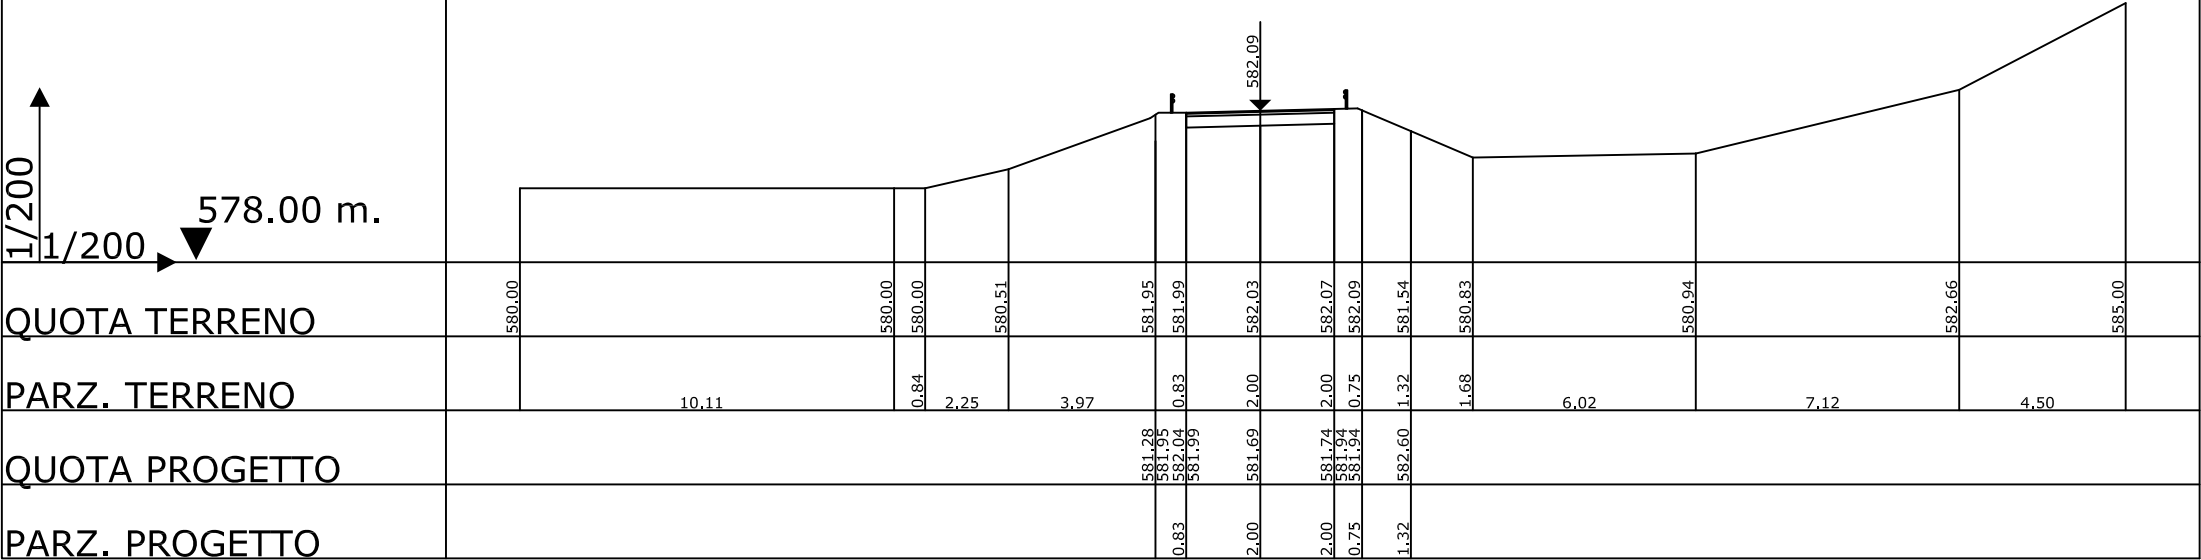 582.09
1/200
578.00 m.
1/200
QUOTA TERRENO
580.00 580.00 580.00 580.51 581.95 581.99 582.03 582.07 582.09 581.54 580.83 580.94 582.66 585.00
PARZ. TERRENO
10.11 0.84 2.25 3.97 0.83 2.00 2.00 0.75 1.32 1.68 6.02 7.12 4.50
QUOTA PROGETTO
581.28 581.95 582.04 581.99 581.69 581.74 581.94 581.94 582.60
PARZ. PROGETTO
0.83 2.00 2.00 0.75 1.32